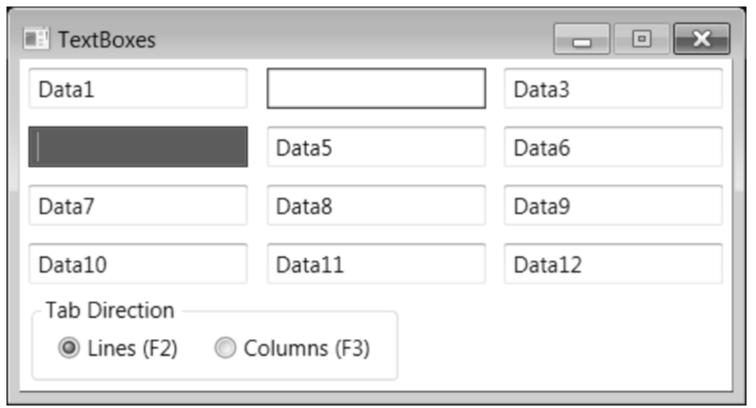 TextBoxes
Data1 Data3
Data5 Data6
Data7 Data8 Data9
Data10 Data11 Data12
Tab Direction
Lines (F2) Columns (F3)